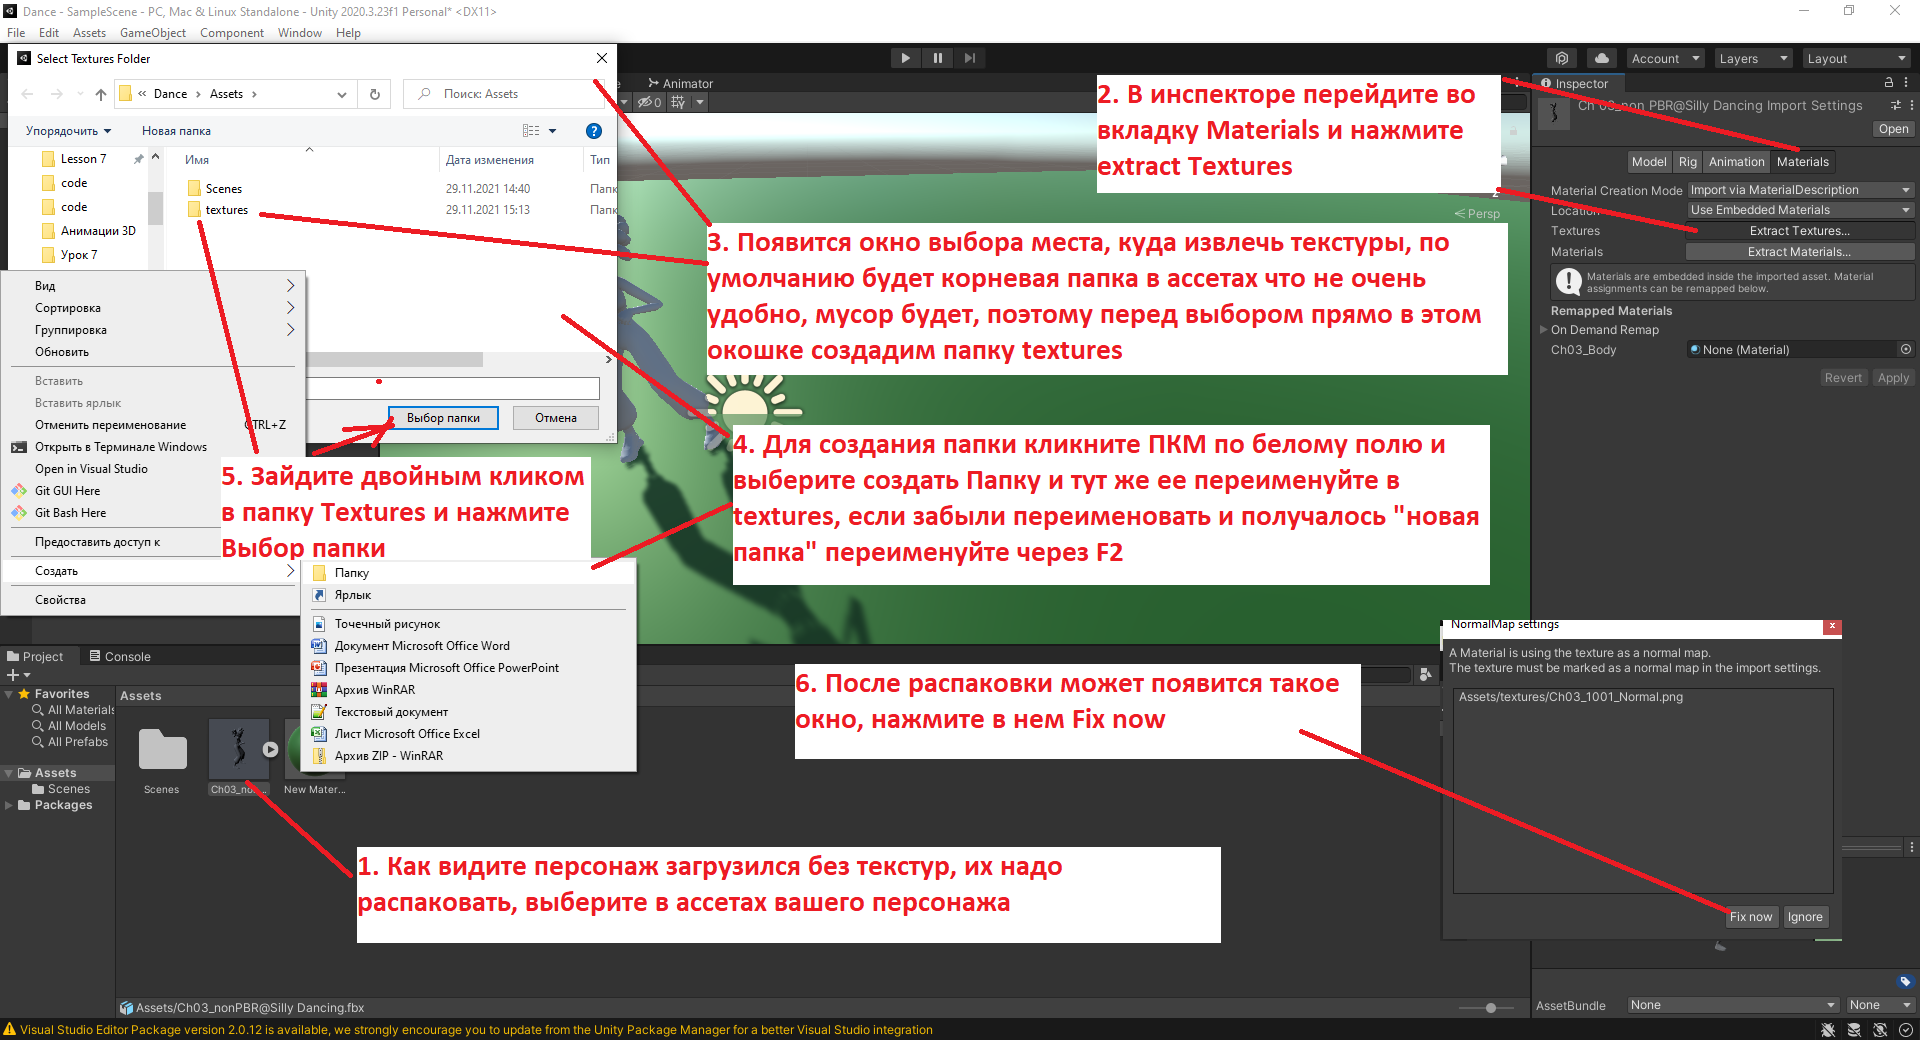 Dance - SampleScene - PC, Mac & Linux Standalone - Unity 2020.3.23f1 Personal* <DX11>
File Edit Assets GameObject Component Window Help
Select Textures Folder
« Dance › Assets ›
Поиск: Assets
Упорядочить
Новая папка
Lesson 7
code
code
Анимации 3D
Урок 7
Имя
Дата изменения
Тип
Scenes 29.11.2021 14:40
textures 29.11.2021 15:13
Выбор папки
Отмена
Вид
Сортировка
Группировка
Обновить
Вставить
Вставить ярлык
Отменить переименование CTRL+Z
Открыть в Терминале Windows
Open in Visual Studio
Git GUI Here
Git Bash Here
Предоставить доступ к
Создать
Свойства
Папку
Ярлык
Точечный рисунок
Документ Microsoft Office Word
Презентация Microsoft Office PowerPoint
Архив WinRAR
Текстовый документ
Лист Microsoft Office Excel
Архив ZIP - WinRAR
Animator
0
Persp
Account
Layers
Layout
2. В инспекторе перейдите во
вкладку Materials и нажмите
extract Textures
3. Появится окно выбора места, куда извлечь текстуры, по
умолчанию будет корневая папка в ассетах что не очень
удобно, мусор будет, поэтому перед выбором прямо в этом
окошке создадим папку textures
4. Для создания папки кликните ПКМ по белому полю и
выберите создать Папку и тут же ее переименуйте в
textures, если забыли переименовать и получалось "новая
папка" переименуйте через F2
5. Зайдите двойным кликом
в папку Textures и нажмите
Выбор папки
6. После распаковки может появится такое
окно, нажмите в нем Fix now
1. Как видите персонаж загрузился без текстур, их надо
распаковать, выберите в ассетах вашего персонажа
Inspector
PBR@Silly Dancing Import Settings
Open
Model Rig Animation Materials
Material Creation Mode Import via MaterialDescription
Location Use Embedded Materials
Textures Extract Textures...
Materials Extract Materials...
Materials are embedded inside the imported asset. Material
assignments can be remapped below.
Remapped Materials
On Demand Remap
Ch03_Body None (Material)
Revert Apply
NormalMap settings
A Material is using the texture as a normal map.
The texture must be marked as a normal map in the import settings.
Assets/textures/Ch03_1001_Normal.png
Fix now Ignore
AssetBundle None None
Project Console
Favorites
All Materials
All Models
All Prefabs
Assets
Scenes
Packages
Assets
Scenes
New Mater...
Assets/Ch03_nonPBR@Silly Dancing.fbx
Visual Studio Editor Package version 2.0.12 is available, we strongly encourage you to update from the Unity Package Manager for a better Visual Studio integration